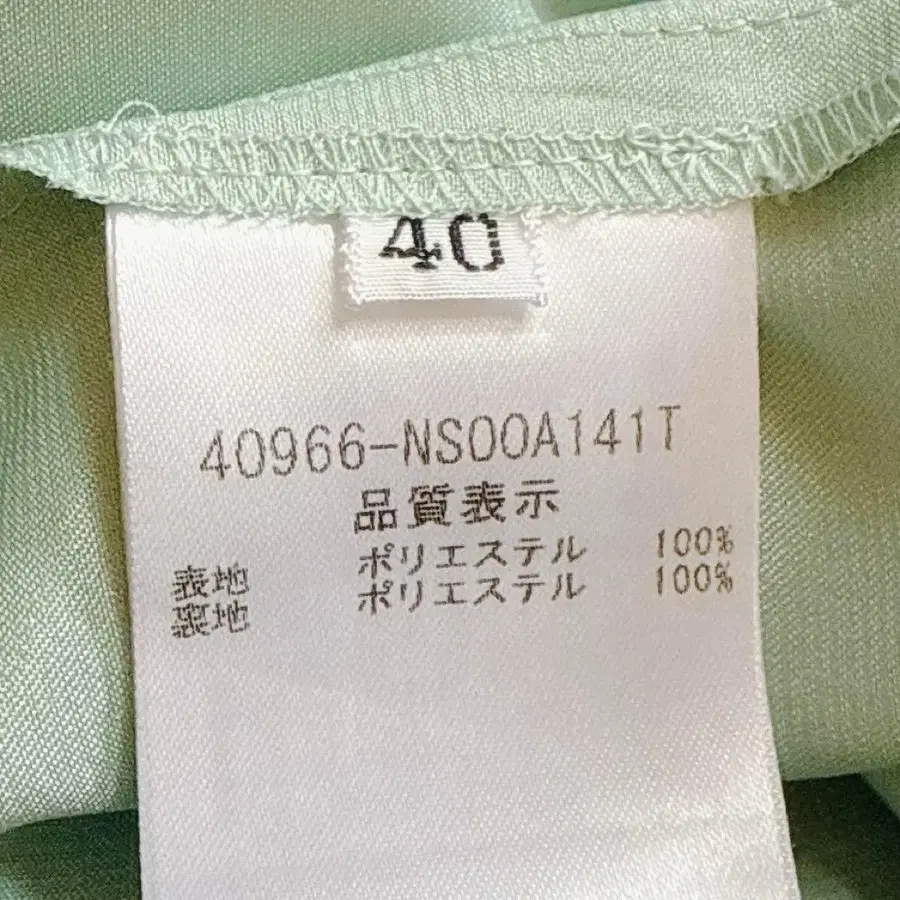 40
40966-NS00A141T
品質表示
表地 ポリエステル 100%
裏地 ポリエステル 100%